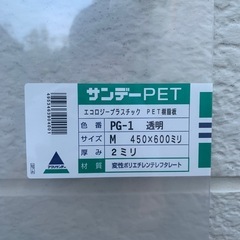 サンデーPET
エコロジープラスチック PET樹脂板
色番 PG-1 透明
サイズ M 450×600ミリ
厚み 2ミリ
材質 変性ポリエチレンテレフタレート